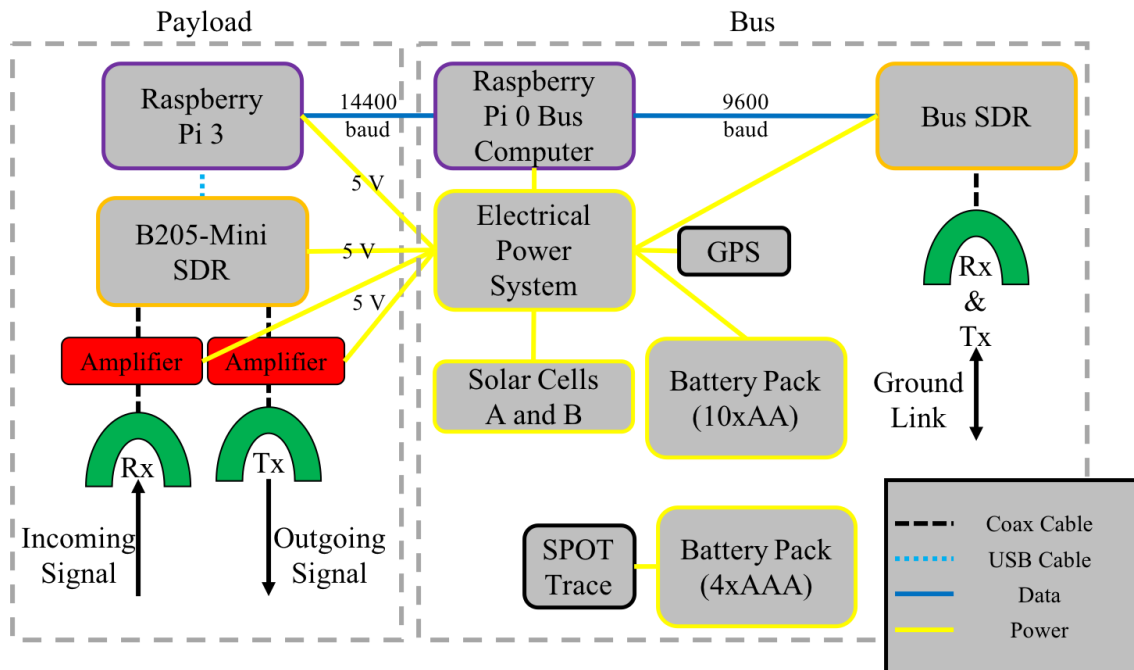 Payload
Bus
Raspberry
Pi 3
14400
baud
Raspberry
Pi 0 Bus
Computer
9600
baud
Bus SDR
5 V
B205-Mini
SDR
5 V
5 V
Electrical
Power
System
GPS
Rx
&
Tx
Amplifier
Amplifier
Solar Cells
A and B
Battery Pack
(10xAA)
Ground
Link
Rx
Tx
Incoming
Signal
Outgoing
Signal
SPOT
Trace
Battery Pack
(4xAAA)
Coax Cable
USB Cable
Data
Power